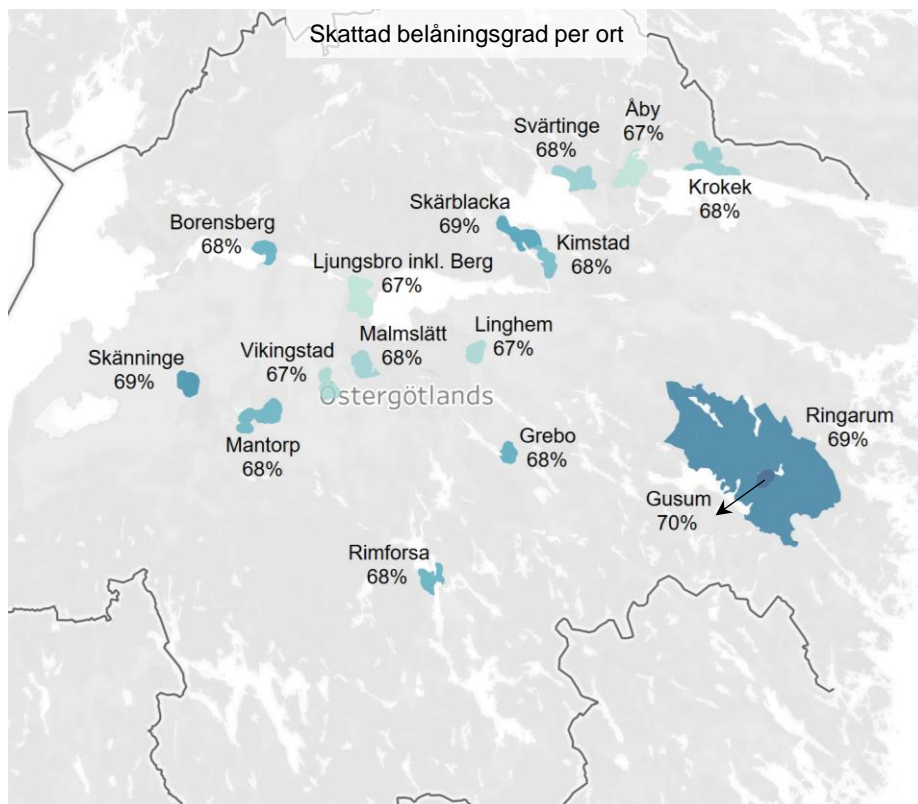 Skattad belåningsgrad per ort
Åby
67%
Svärtinge
68%
Krokek
68%
Skärblacka
69%
Borensberg
68%
Kimstad
68%
Ljungsbro inkl. Berg
67%
Linghem
67%
Malmslätt
68%
Vikingstad
67%
Skänninge
69%
Östergötlands
Ringarum
69%
Mantorp
68%
Grebo
68%
Gusum
70%
Rimforsa
68%